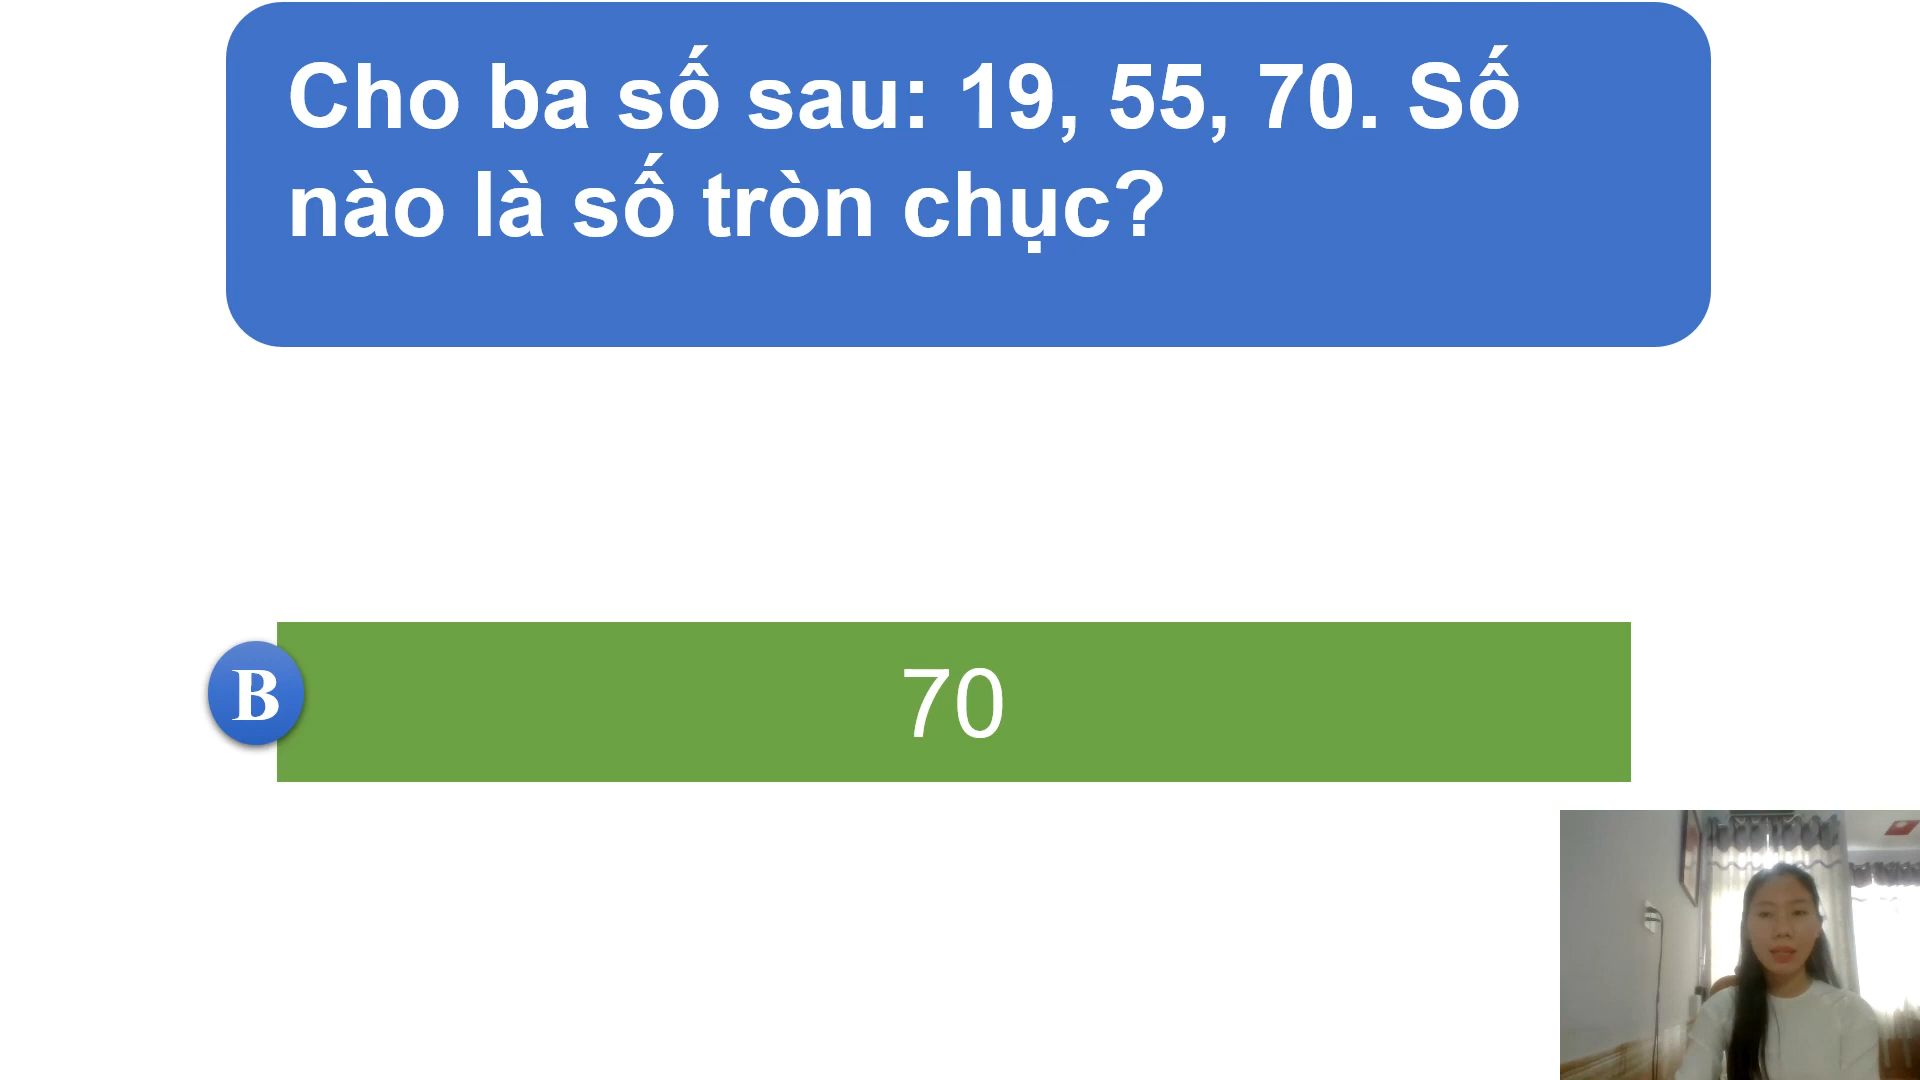 Cho ba số sau: 19, 55, 70. Số
nào là số tròn chục?
B
70